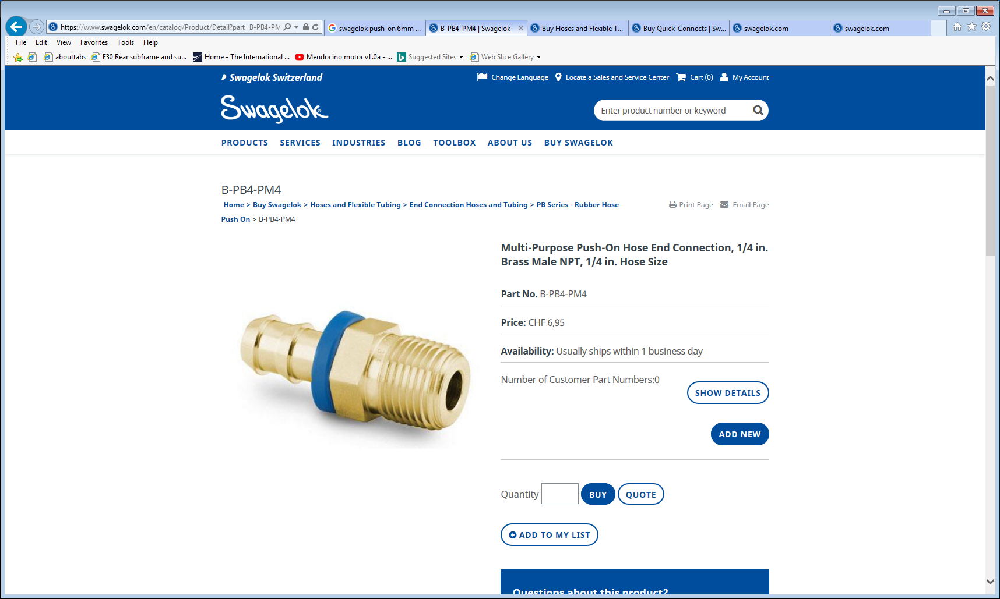 https://www.swagelok.com/en/catalog/Product/Detail?part=B-PB4-PM
swagelok push-on 6mm ...
B-PB4-PM4 | Swagelok
Buy Hoses and Flexible T...
Buy Quick-Connects | Sw...
swagelok.com
swagelok.com
File Edit View Favorites Tools Help
abouttabs
E30 Rear subframe and su...
Home - The International ...
Mendocino motor v1.0a - ...
Suggested Sites
Web Slice Gallery
Swagelok Switzerland
Change Language
Locate a Sales and Service Center
Cart (0)
My Account
Swagelok
Enter product number or keyword
PRODUCTS SERVICES INDUSTRIES BLOG TOOLBOX ABOUT US BUY SWAGELOK
B-PB4-PM4
Home > Buy Swagelok > Hoses and Flexible Tubing > End Connection Hoses and Tubing > PB Series - Rubber Hose
Push On > B-PB4-PM4
Print Page
Email Page
Multi-Purpose Push-On Hose End Connection, 1/4 in.
Brass Male NPT, 1/4 in. Hose Size
Part No. B-PB4-PM4
Price: CHF 6,95
Availability: Usually ships within 1 business day
Number of Customer Part Numbers:0
SHOW DETAILS
ADD NEW
Quantity
BUY
QUOTE
ADD TO MY LIST
Questions about this product?